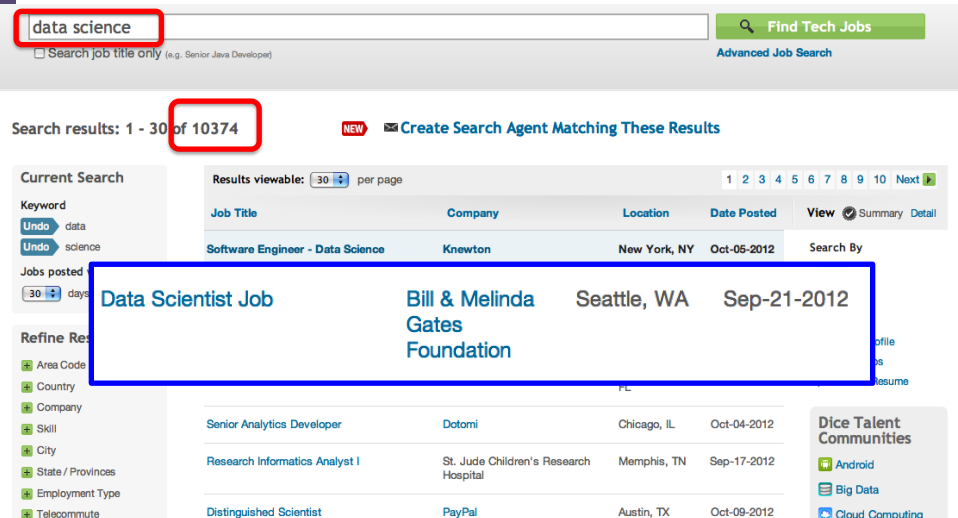 data science
Find Tech Jobs
Search job title only (e.g. Senior Java Developer)
Advanced Job Search
Search results: 1 - 30 of 10374
NEW Create Search Agent Matching These Results
Current Search
Results viewable: 30 per page
1 2 3 4 5 6 7 8 9 10 Next
Keyword
Job Title Company Location Date Posted View Summary Detail
Undo data
Undo science
Software Engineer - Data Science Knewton New York, NY Oct-05-2012 Search By
Jobs posted
30 days
Data Scientist Job Bill & Melinda Gates Foundation Seattle, WA Sep-21-2012
Refine Res
Area Code
Country
Company
Skill
City
State / Provinces
Employment Type
Telecommute
FL
Resume
Senior Analytics Developer Dotomi Chicago, IL Oct-04-2012
Research Informatics Analyst I St. Jude Children's Research Hospital Memphis, TN Sep-17-2012
Distinguished Scientist PayPal Austin, TX Oct-09-2012
Dice Talent
Communities
Android
Big Data
Cloud Computing